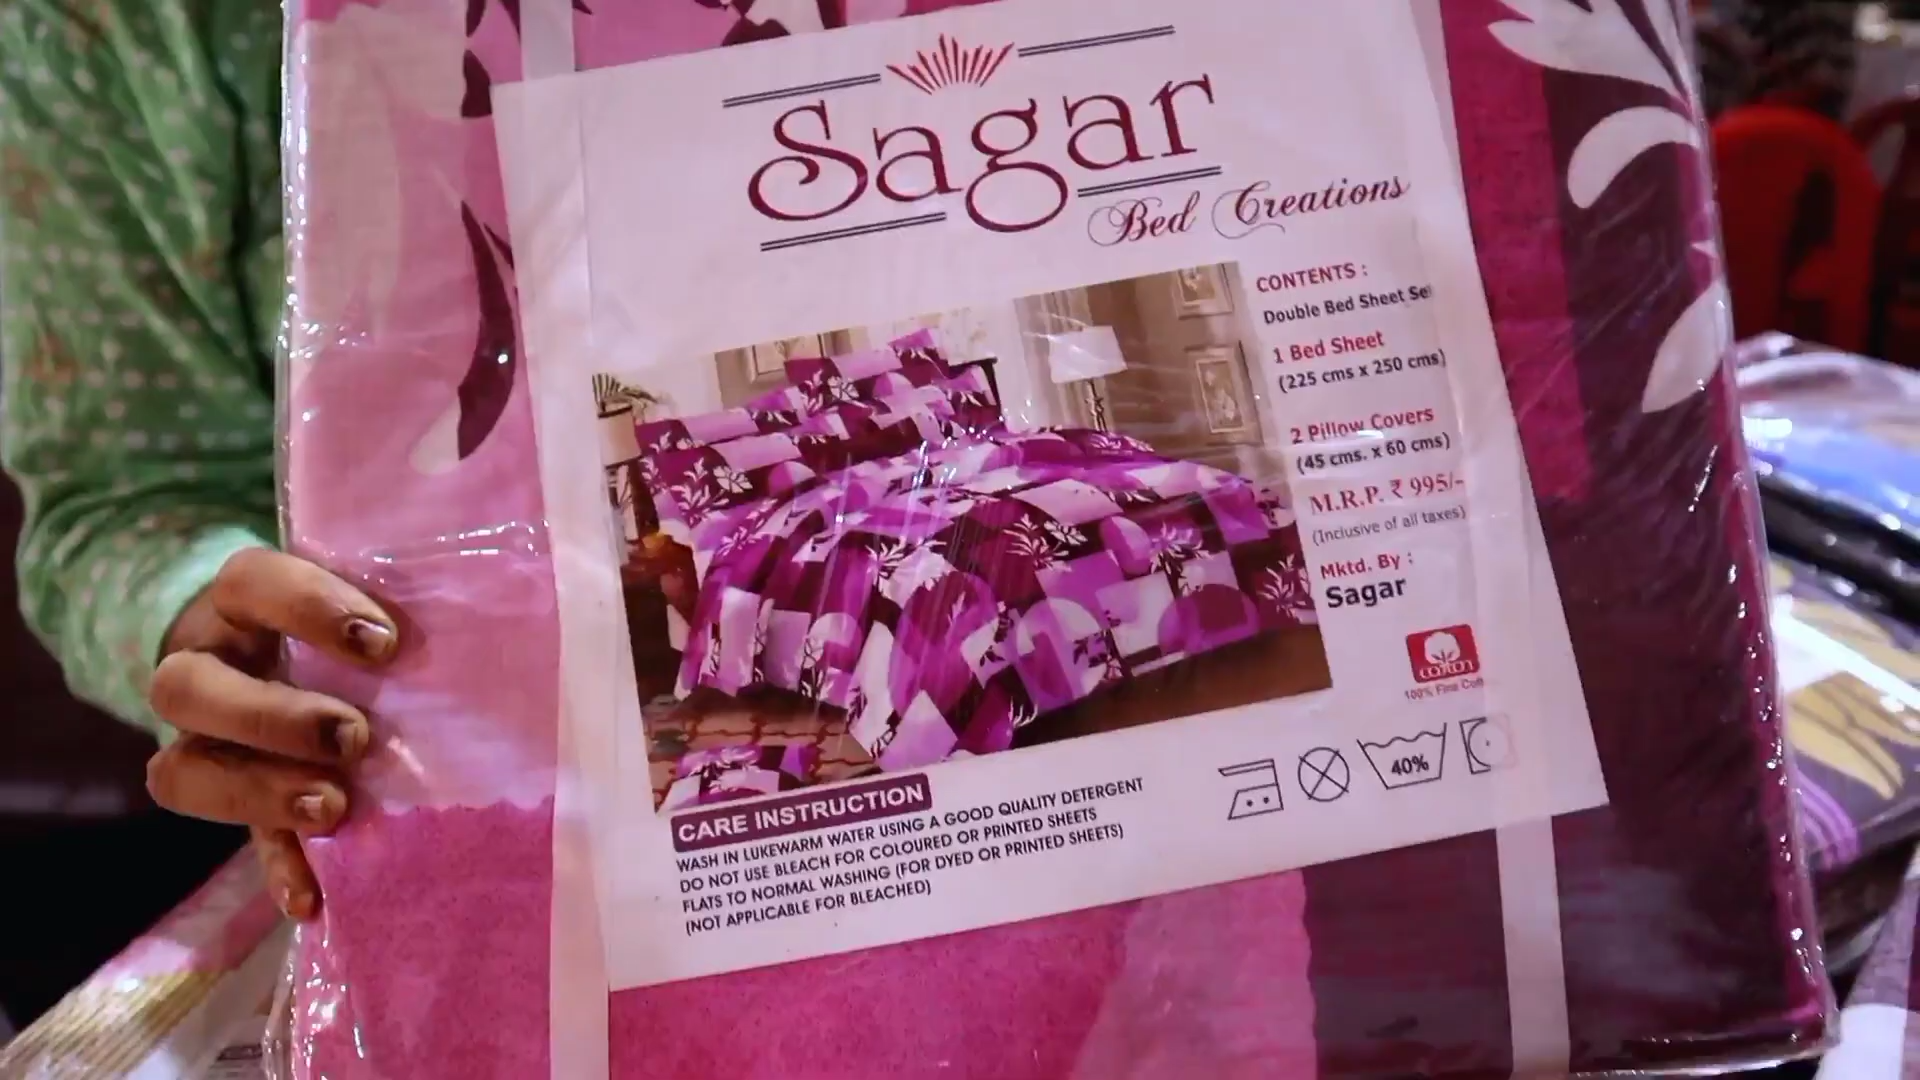 Sagar
Bed Creations
CONTENTS :
Double Bed Sheet Se
1 Bed Sheet
(225 cms x 250 cms)
2 Pillow Covers
(45 cms. x 60 cms)
M.R.P. ₹ 995/-
(Inclusive of all taxes)
Mktd. By :
Sagar
COTTON
100% Fine Cott
40%
CARE INSTRUCTION
WASH IN LUKEWARM WATER USING A GOOD QUALITY DETERGENT
DO NOT USE BLEACH FOR COLOURED OR PRINTED SHEETS
FLATS TO NORMAL WASHING (FOR DYED OR PRINTED SHEETS)
(NOT APPLICABLE FOR BLEACHED)